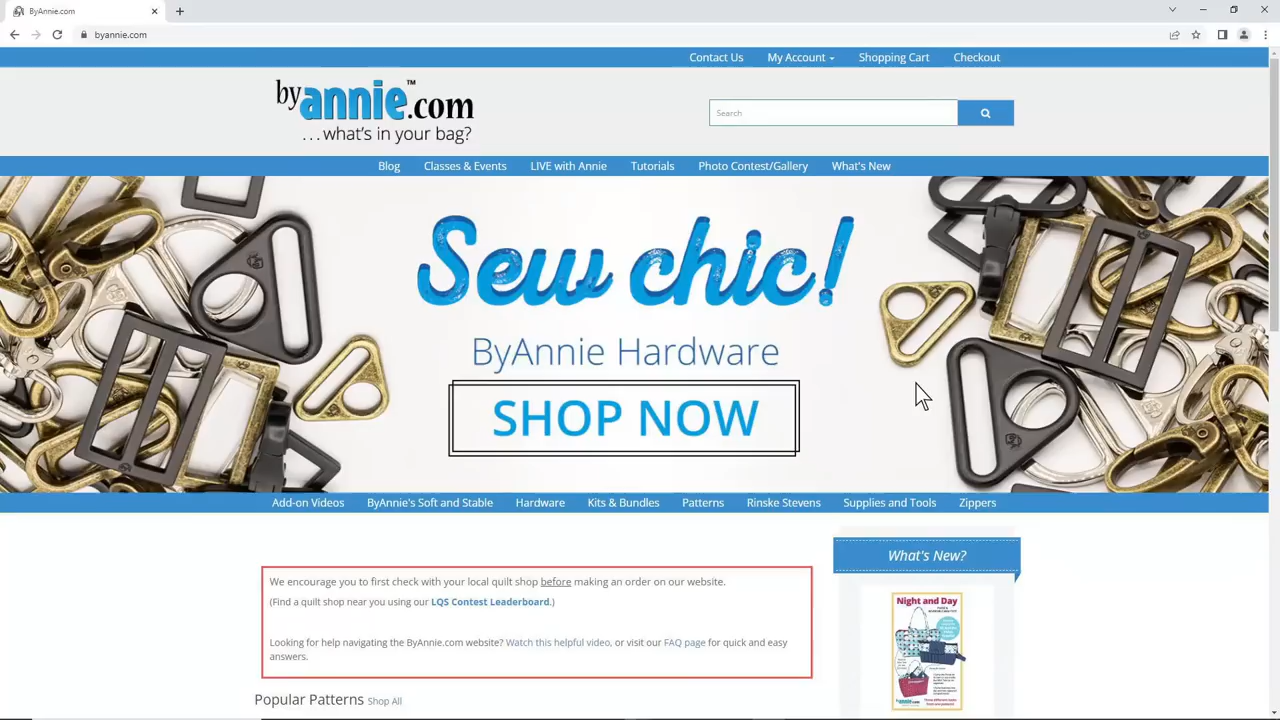 ByAnnie.com
byannie.com
Contact Us My Account Shopping Cart Checkout
byannie.com™
...what's in your bag?
Search
Blog Classes & Events LIVE with Annie Tutorials Photo Contest/Gallery What's New
Sew chic!
ByAnnie Hardware
SHOP NOW
Add-on Videos ByAnnie's Soft and Stable Hardware Kits & Bundles Patterns Rinske Stevens Supplies and Tools Zippers
What's New?
We encourage you to first check with your local quilt shop before making an order on our website.
(Find a quilt shop near you using our LQS Contest Leaderboard.)
Looking for help navigating the ByAnnie.com website? Watch this helpful video, or visit our FAQ page for quick and easy
answers.
Night and Day
Popular Patterns Shop All